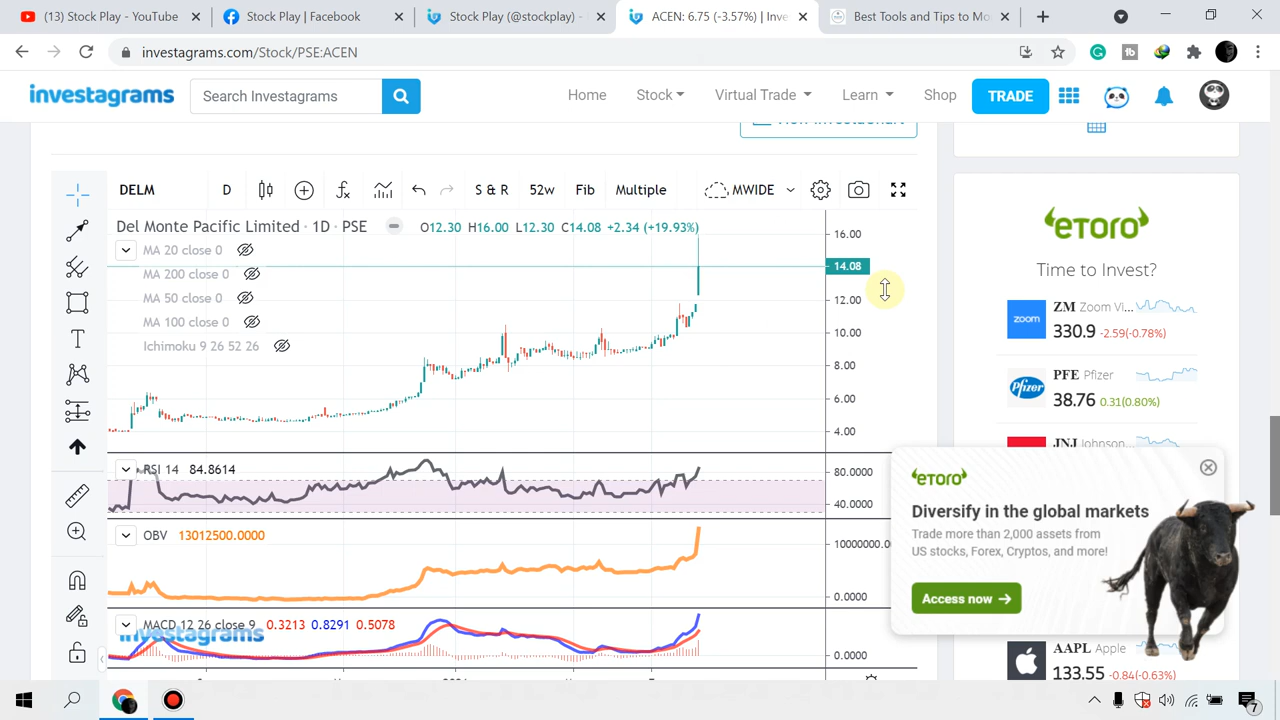 (13) Stock Play - YouTube
Stock Play | Facebook
Stock Play (@stockplay) -
ACEN: 6.75 (-3.57%) | Inve
Best Tools and Tips to Mo
investagrams.com/Stock/PSE:ACEN
investagrams
Search Investagrams
Home
Stock
Virtual Trade
Learn
Shop
TRADE
DELM
D
S & R
52w
Fib
Multiple
MWIDE
Del Monte Pacific Limited · 1D · PSE
O12.30 H16.00 L12.30 C14.08 +2.34 (+19.93%)
MA 20 close 0
MA 200 close 0
MA 50 close 0
MA 100 close 0
Ichimoku 9 26 52 26
16.00
14.08
12.00
10.00
8.00
6.00
4.00
RSI 14 84.8614
80.0000
40.0000
OBV 13012500.0000
10000000.0
0.0000
MACD 12 26 close 9 0.3213 0.8291 0.5078
investagrams
0.0000
eToro
Time to Invest?
zoom
ZM Zoom Vi...
330.9 -2.59(-0.78%)
Pfizer
PFE Pfizer
38.76 0.31(0.80%)
JNJ Johnson...
eToro
Diversify in the global markets
Trade more than 2,000 assets from
US stocks, Forex, Cryptos, and more!
Access now
AAPL Apple
133.55 -0.84(-0.63%)
7